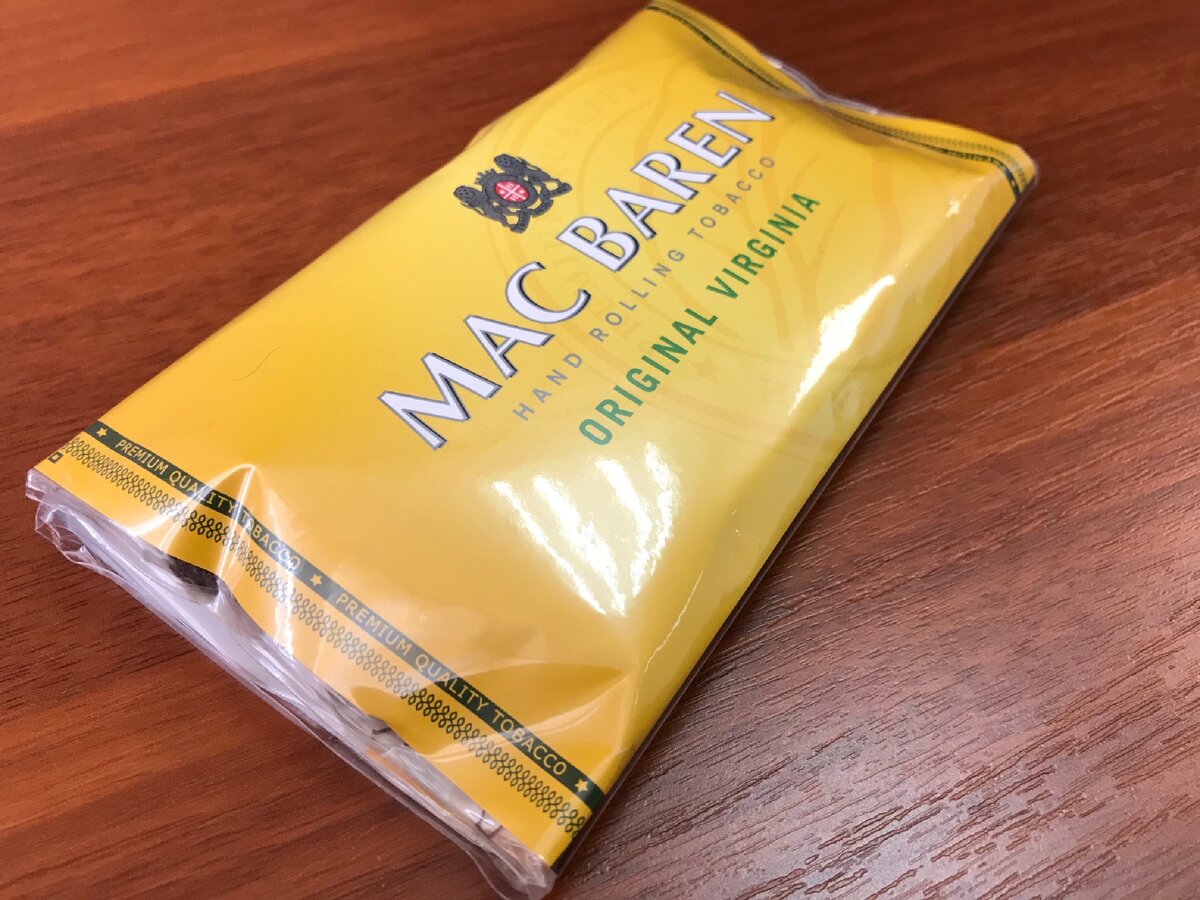 MAC BAREN
HAND ROLLING TOBACCO
ORIGINAL VIRGINIA
★ PREMIUM QUALITY TOBACCO ★ PREMIUM QUALITY TOBACCO ★